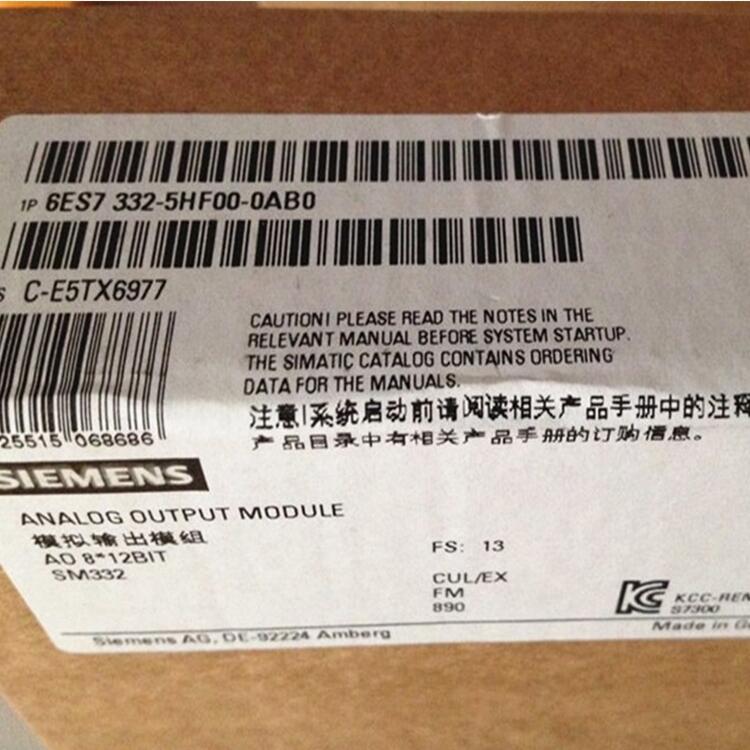 1P 6ES7 332-5HF00-0AB0
S C-E5TX6977
CAUTION! PLEASE READ THE NOTES IN THE
RELEVANT MANUAL BEFORE SYSTEM STARTUP.
THE SIMATIC CATALOG CONTAINS ORDERING
DATA FOR THE MANUALS.
注意!系统启动前请阅读相关产品手册中的注释
产品目录中有相关产品手册的订购信息。
25515 068686
SIEMENS
ANALOG OUTPUT MODULE
模拟输出模组
AO 8*12BIT
SM332
FS: 13
CUL/EX
FM
890
KCC-REM
S7300
Made in Ge
Siemens AG, DE-92224 Amberg